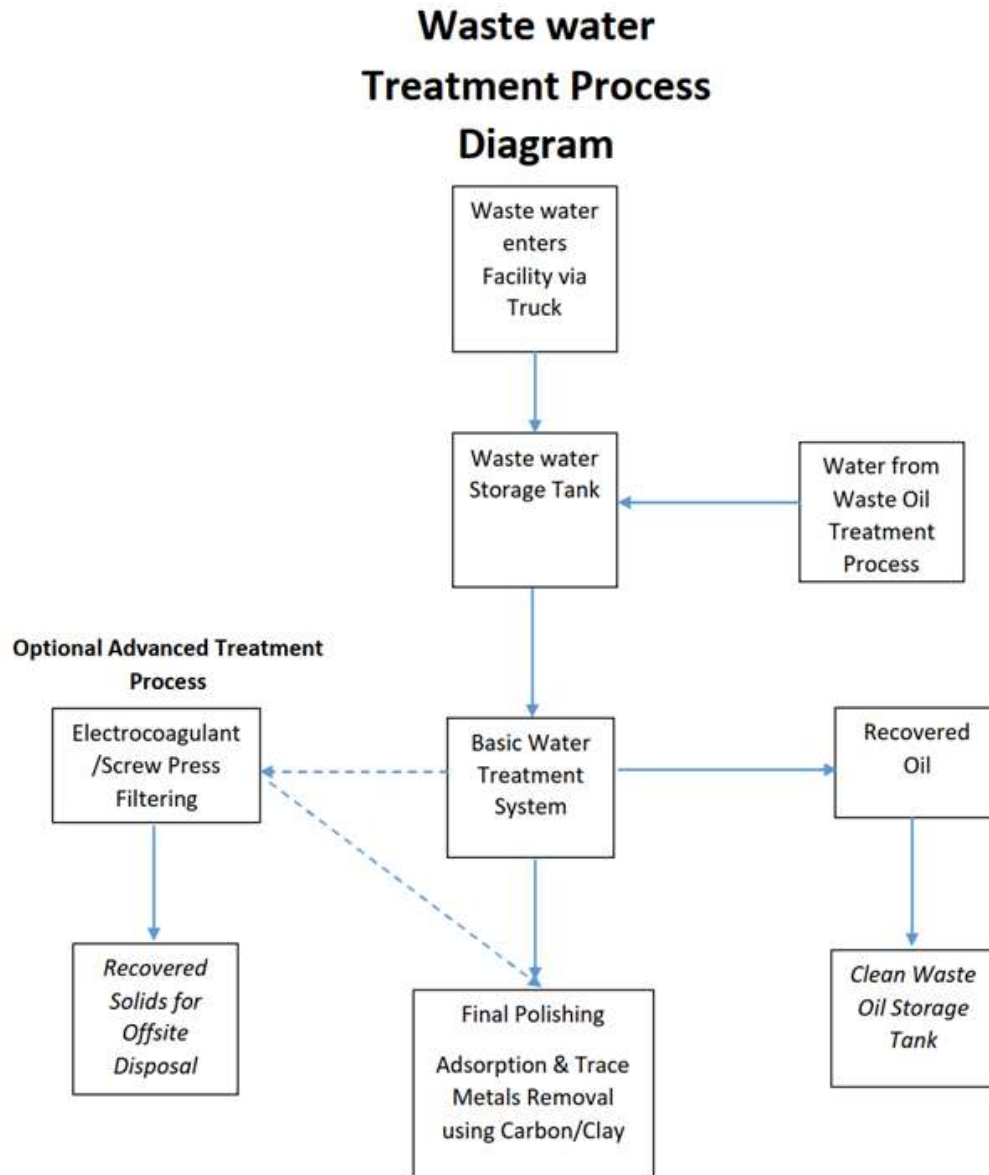 Waste water
Treatment Process
Diagram
Waste water
enters
Facility via
Truck
Waste water
Storage Tank
Water from
Waste Oil
Treatment
Process
Optional Advanced Treatment
Process
Electrocoagulant
/Screw Press
Filtering
Basic Water
Treatment
System
Recovered
Oil
Recovered
Solids for
Offsite
Disposal
Final Polishing
Adsorption & Trace
Metals Removal
using Carbon/Clay
Clean Waste
Oil Storage
Tank